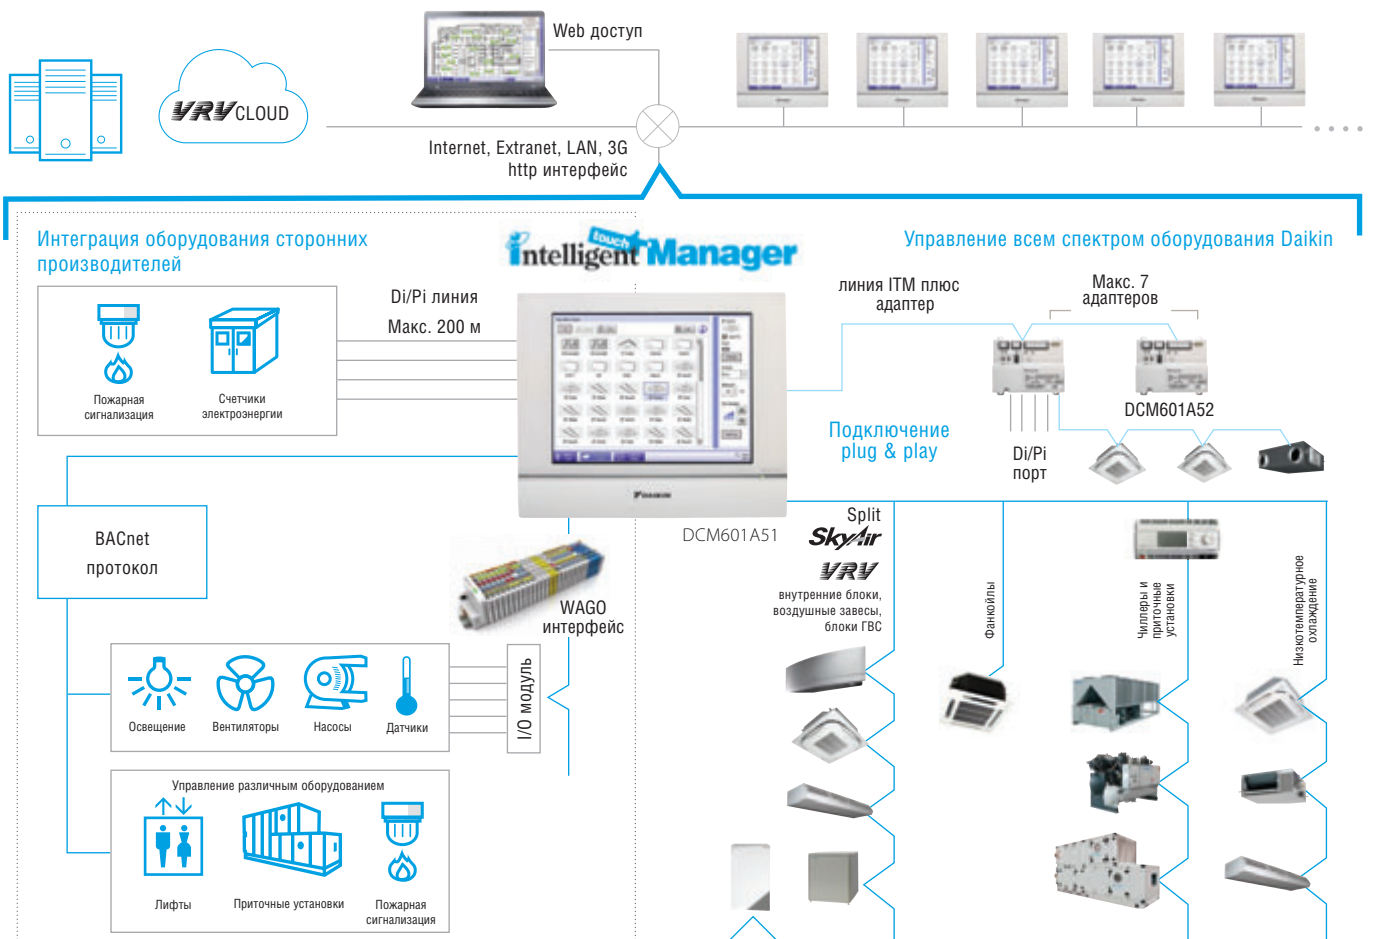 Web доступ
VRV CLOUD
Internet, Extranet, LAN, 3G
http интерфейс
Интеграция оборудования сторонних
производителей
intelligent touch Manager
Управление всем спектром оборудования Daikin
Пожарная
сигнализация
Счетчики
электроэнергии
Di/Pi линия
Макс. 200 м
линия ITM плюс
адаптер
Макс. 7
адаптеров
DCM601A52
Подключение
plug & play
Di/Pi
порт
DAIKIN
DCM601A51
BACnet
протокол
WAGO
интерфейс
I/O модуль
Освещение
Вентиляторы
Насосы
Датчики
Управление различным оборудованием
Лифты
Приточные установки
Пожарная
сигнализация
Split
SkyAir
VRV
внутренние блоки,
воздушные завесы,
блоки ГВС
Фанкойлы
Чиллеры и
приточные
установки
Низкотемпературное
охлаждение